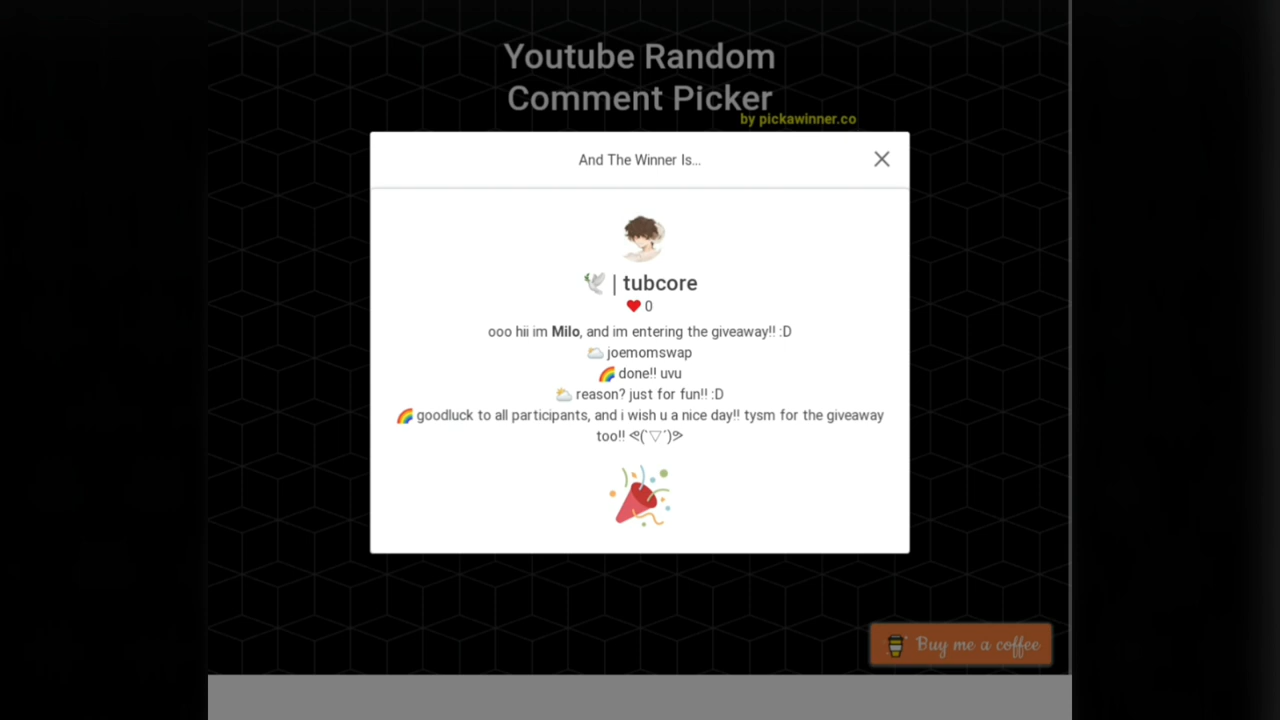 Youtube Random
Comment Picker
by pickawinner.co
And The Winner Is...
🕊️ | tubcore
❤️ 0
ooo hii im Milo, and im entering the giveaway!! :D
🌥️ joemomswap
🌈 done!! uvu
🌥️ reason? just for fun!! :D
🌈 goodluck to all participants, and i wish u a nice day!! tysm for the giveaway
too!! ᕙ(`▽´)ᕗ
Buy me a coffee